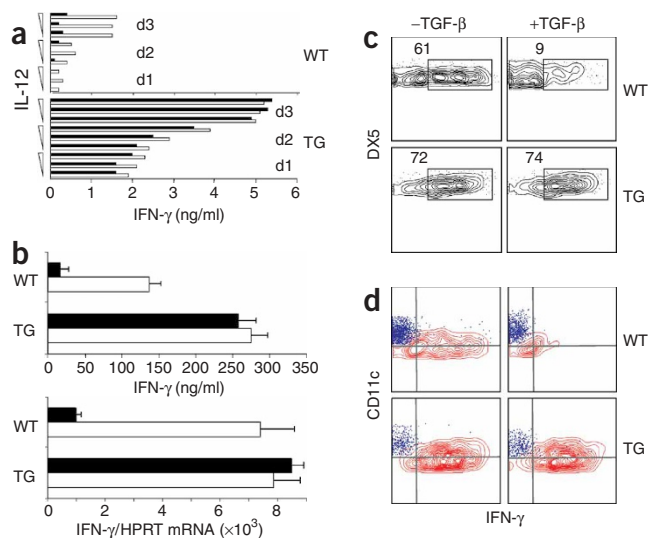 a
IL-12
d3
d2
d1
WT
d3
d2
d1
TG
0 1 2 3 4 5 6
IFN-γ (ng/ml)
b
WT
TG
0 50 100 150 200 250 300 350
IFN-γ (ng/ml)
WT
TG
0 2 4 6 8
IFN-γ/HPRT mRNA (×10³)
c
−TGF-β +TGF-β
61 9
WT
DX5
72 74
TG
d
WT
CD11c
TG
IFN-γ